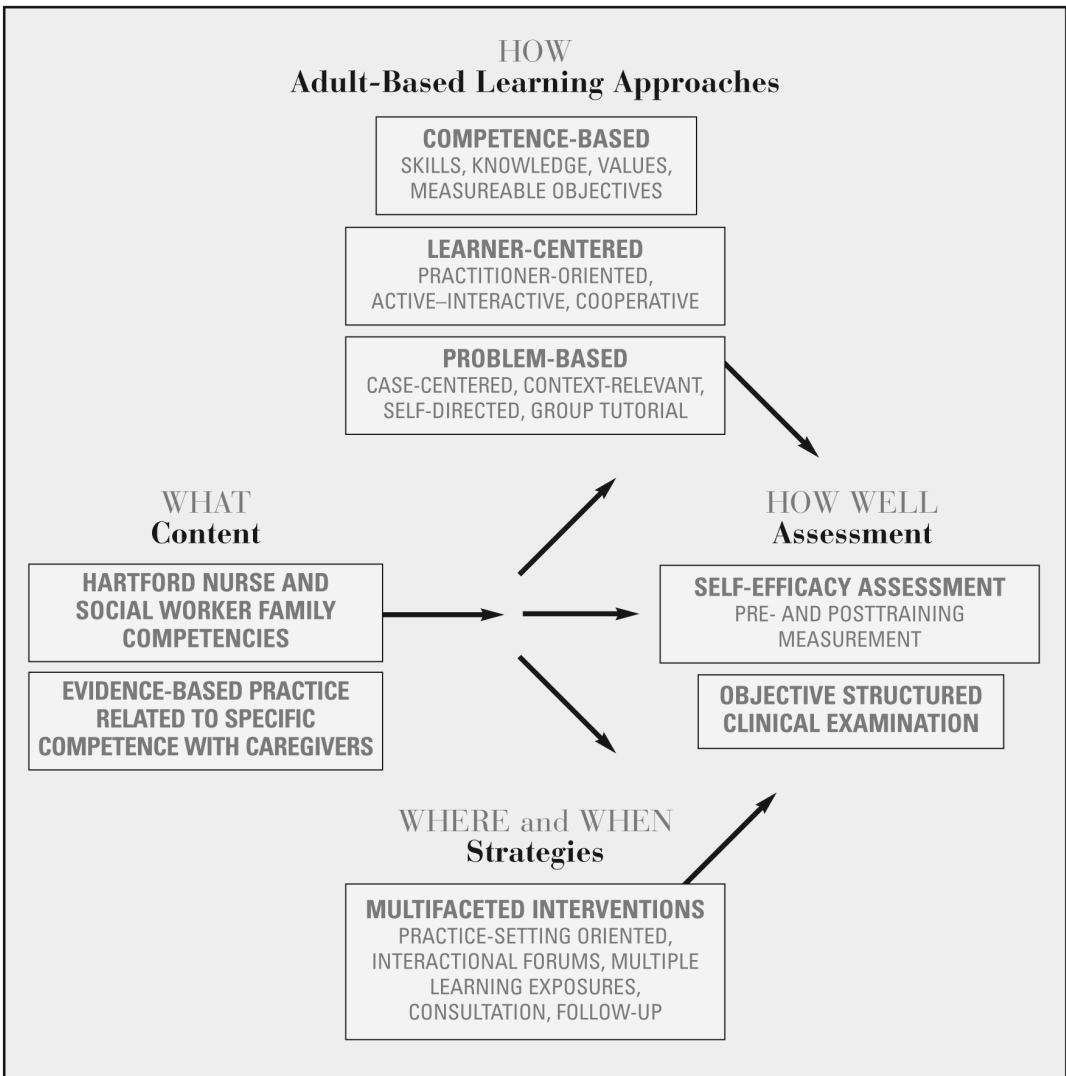 HOW
Adult-Based Learning Approaches
COMPETENCE-BASED
SKILLS, KNOWLEDGE, VALUES,
MEASUREABLE OBJECTIVES
LEARNER-CENTERED
PRACTITIONER-ORIENTED,
ACTIVE–INTERACTIVE, COOPERATIVE
PROBLEM-BASED
CASE-CENTERED, CONTEXT-RELEVANT,
SELF-DIRECTED, GROUP TUTORIAL
WHAT
Content
HARTFORD NURSE AND
SOCIAL WORKER FAMILY
COMPETENCIES
EVIDENCE-BASED PRACTICE
RELATED TO SPECIFIC
COMPETENCE WITH CAREGIVERS
HOW WELL
Assessment
SELF-EFFICACY ASSESSMENT
PRE- AND POSTTRAINING
MEASUREMENT
OBJECTIVE STRUCTURED
CLINICAL EXAMINATION
WHERE and WHEN
Strategies
MULTIFACETED INTERVENTIONS
PRACTICE-SETTING ORIENTED,
INTERACTIONAL FORUMS, MULTIPLE
LEARNING EXPOSURES,
CONSULTATION, FOLLOW-UP